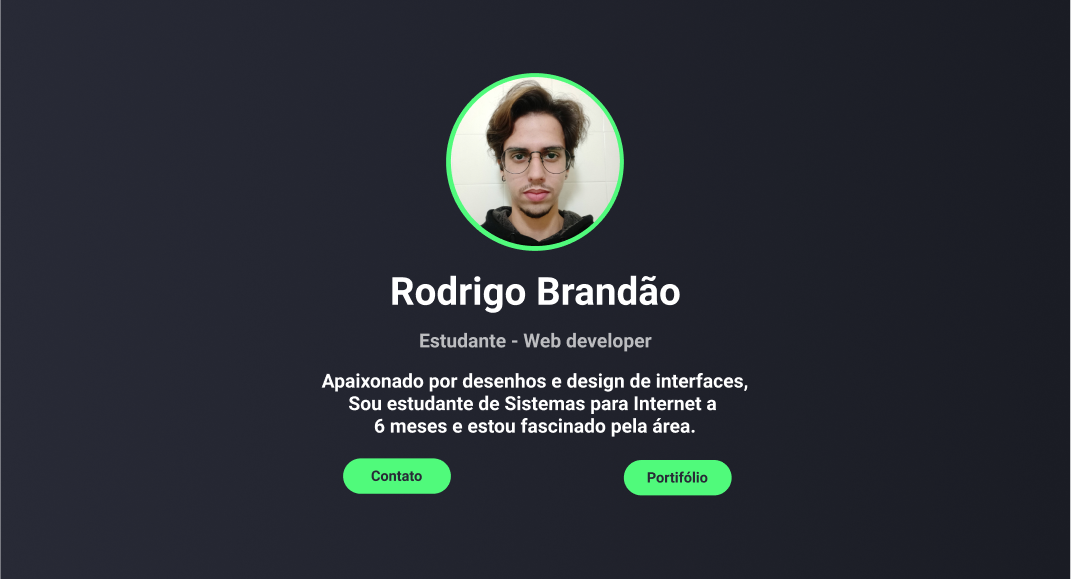 Rodrigo Brandão
Estudante - Web developer
Apaixonado por desenhos e design de interfaces,
Sou estudante de Sistemas para Internet a
6 meses e estou fascinado pela área.
Contato
Portifólio